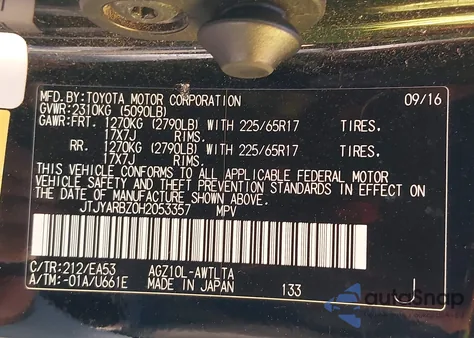 MFD.BY:TOYOTA MOTOR CORPORATION 09/16
GVWR:2310KG (5090LB)
GAWR:FRT. 1270KG (2790LB) WITH 225/65R17 TIRES.
17X7J RIMS.
RR. 1270KG (2790LB) WITH 225/65R17 TIRES.
17X7J RIMS.
THIS VEHICLE CONFORMS TO ALL APPLICABLE FEDERAL MOTOR
VEHICLE SAFETY AND THEFT PREVENTION STANDARDS IN EFFECT ON
THE DATE OF MANUFACTURE SHOWN ABOVE.
JTJYARBZ0H2053357 MPV
C/TR:212/EA53 AGZ10L-AWTLTA
A/TM:-01A/U661E MADE IN JAPAN 133
autoSnap